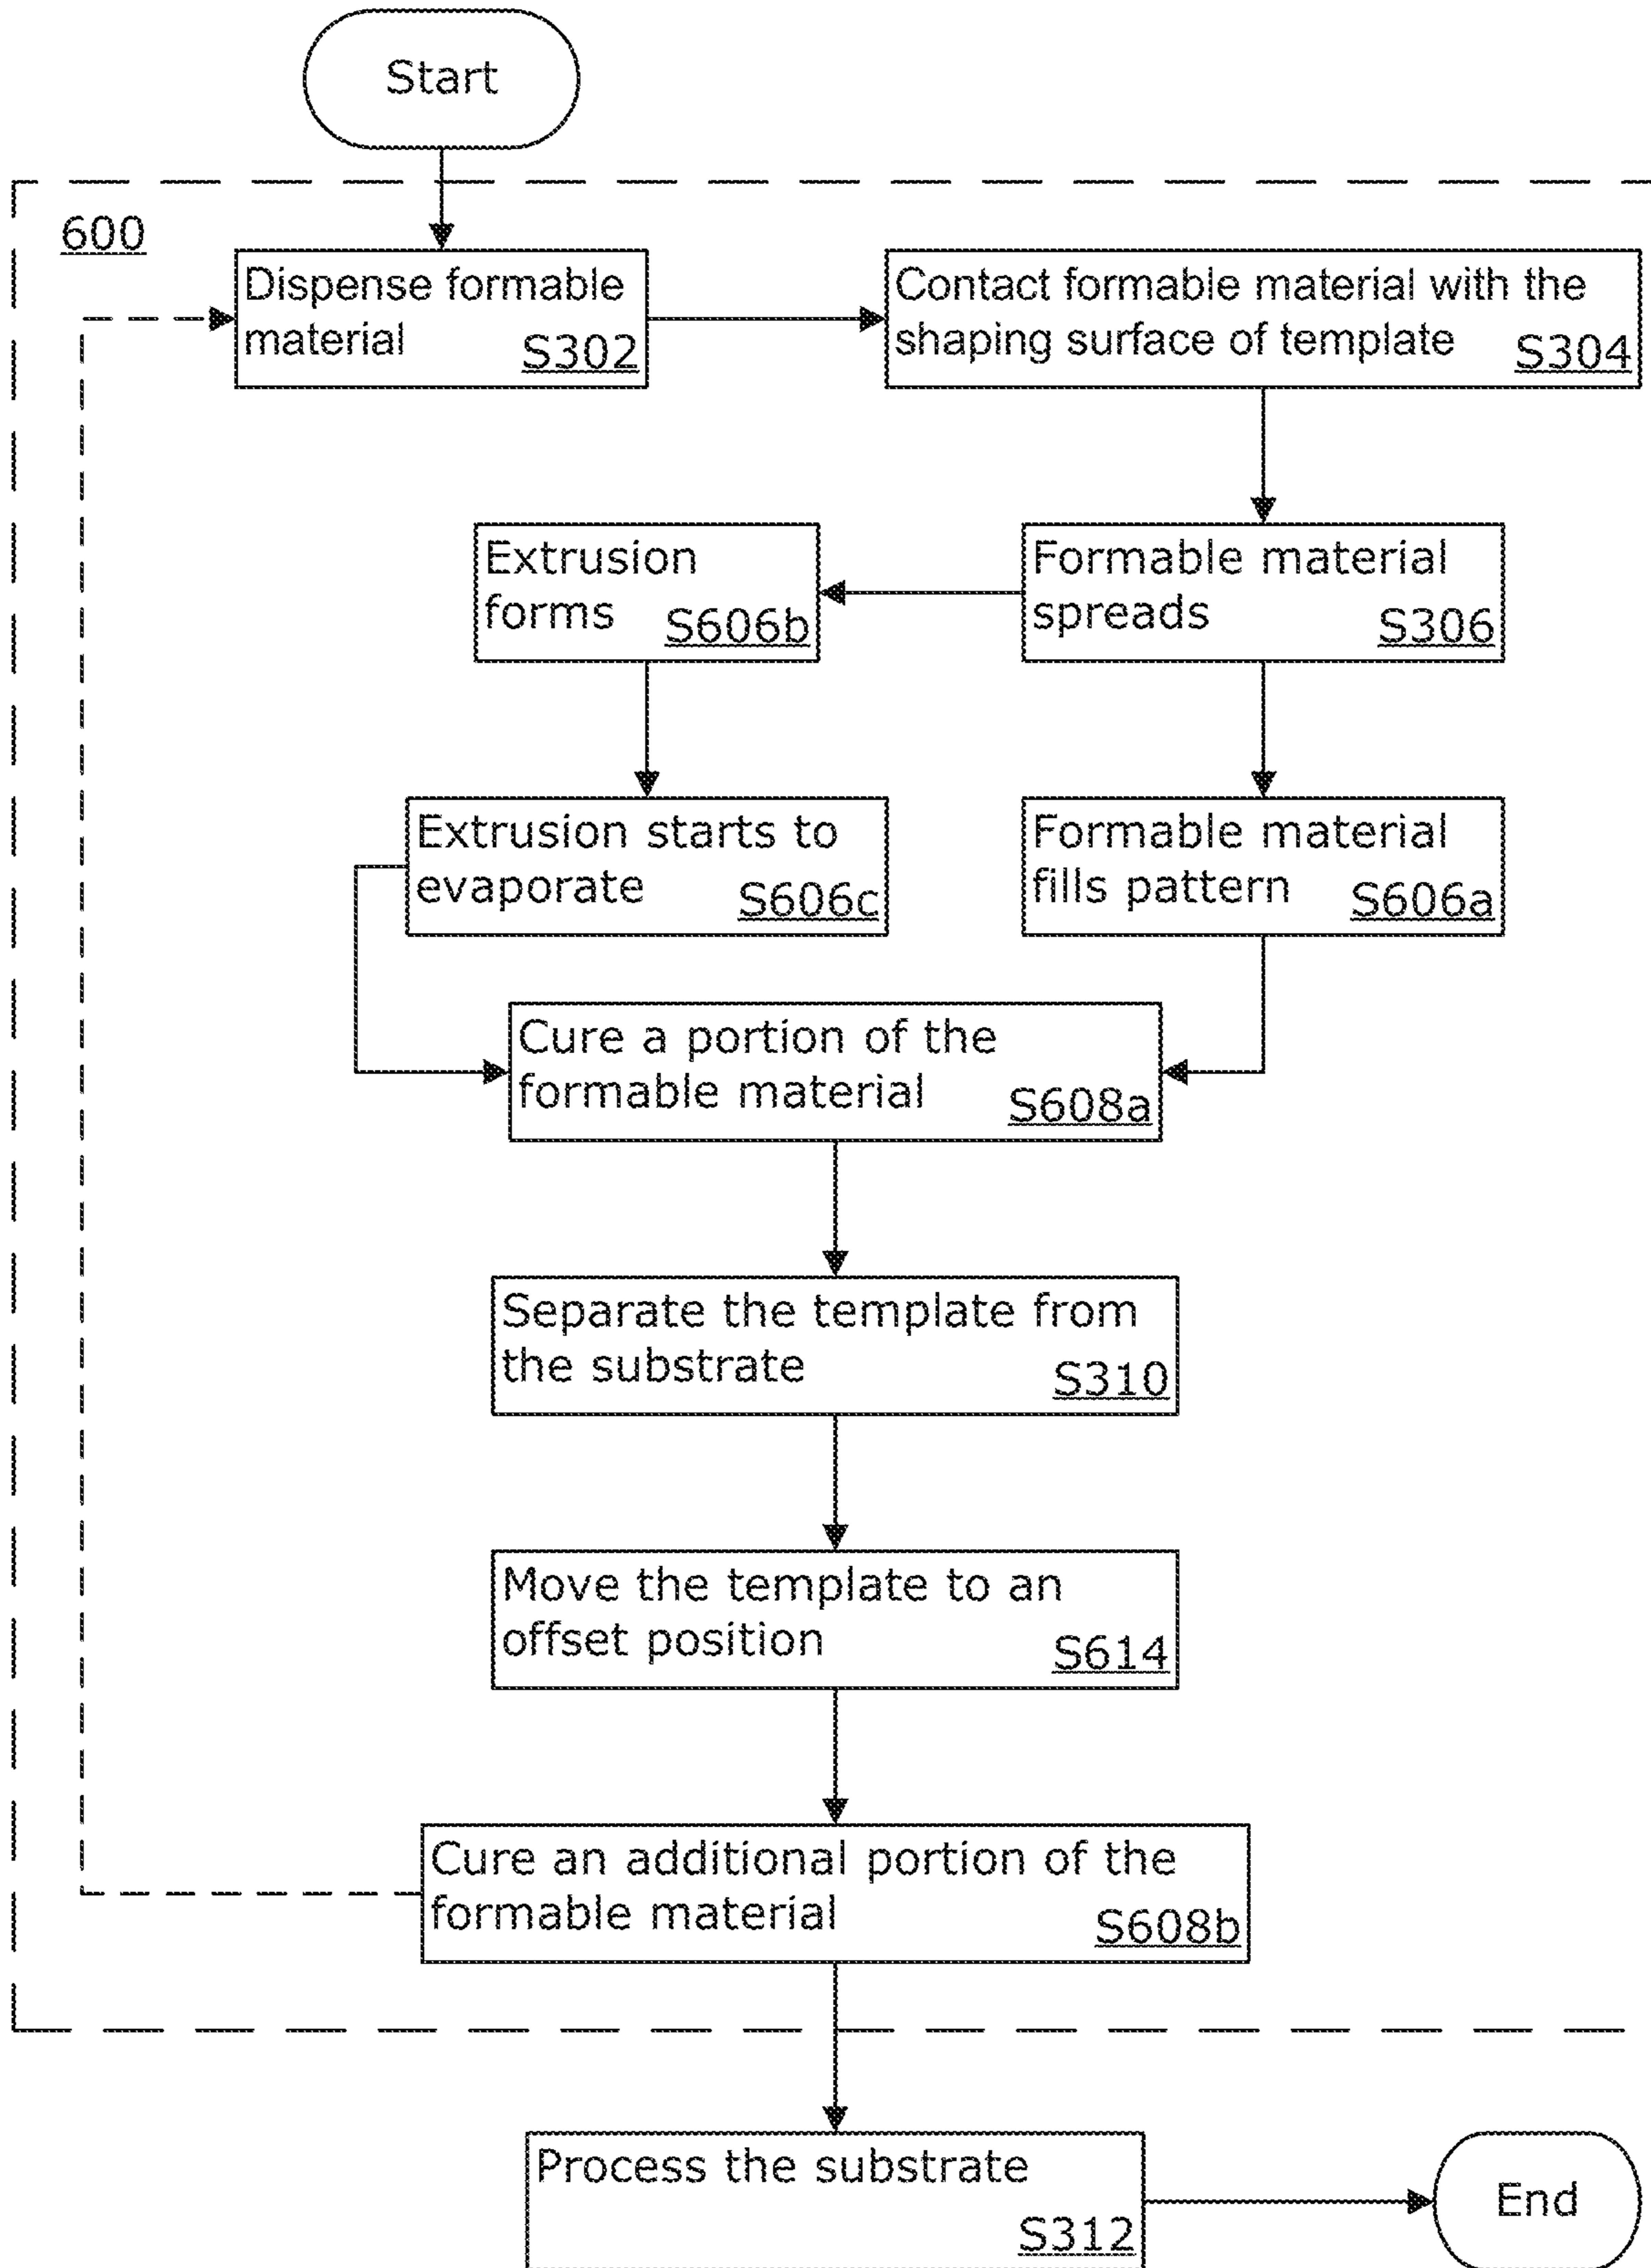 Start
600
Dispense formable
material
S302
Contact formable material with the
shaping surface of template
S304
Extrusion
forms
S606b
Formable material
spreads
S306
Extrusion starts to
evaporate
S606c
Formable material
fills pattern
S606a
Cure a portion of the
formable material
S608a
Separate the template from
the substrate
S310
Move the template to an
offset position
S614
Cure an additional portion of the
formable material
S608b
Process the substrate
S312
End